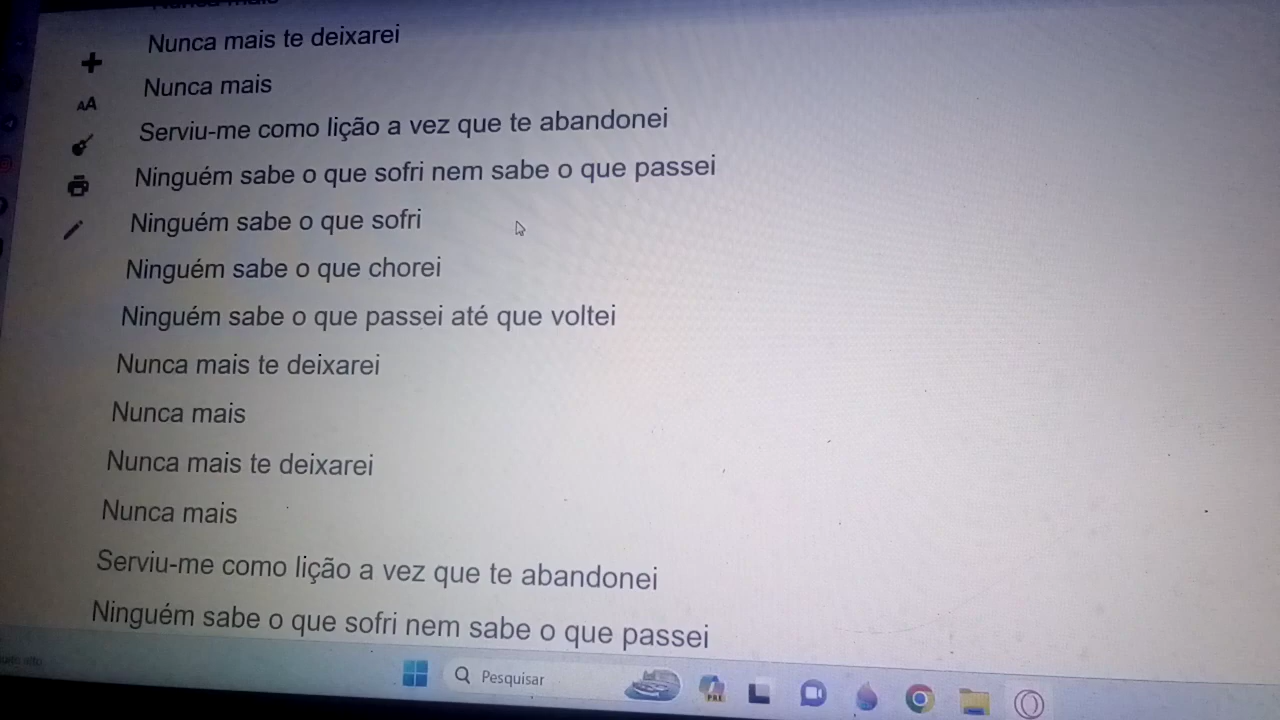 Nunca mais te deixarei
Nunca mais
Serviu-me como lição a vez que te abandonei
Ninguém sabe o que sofri nem sabe o que passei
Ninguém sabe o que sofri
Ninguém sabe o que chorei
Ninguém sabe o que passei até que voltei
Nunca mais te deixarei
Nunca mais
Nunca mais te deixarei
Nunca mais
Serviu-me como lição a vez que te abandonei
Ninguém sabe o que sofri nem sabe o que passei
AA
Pesquisar
PRE